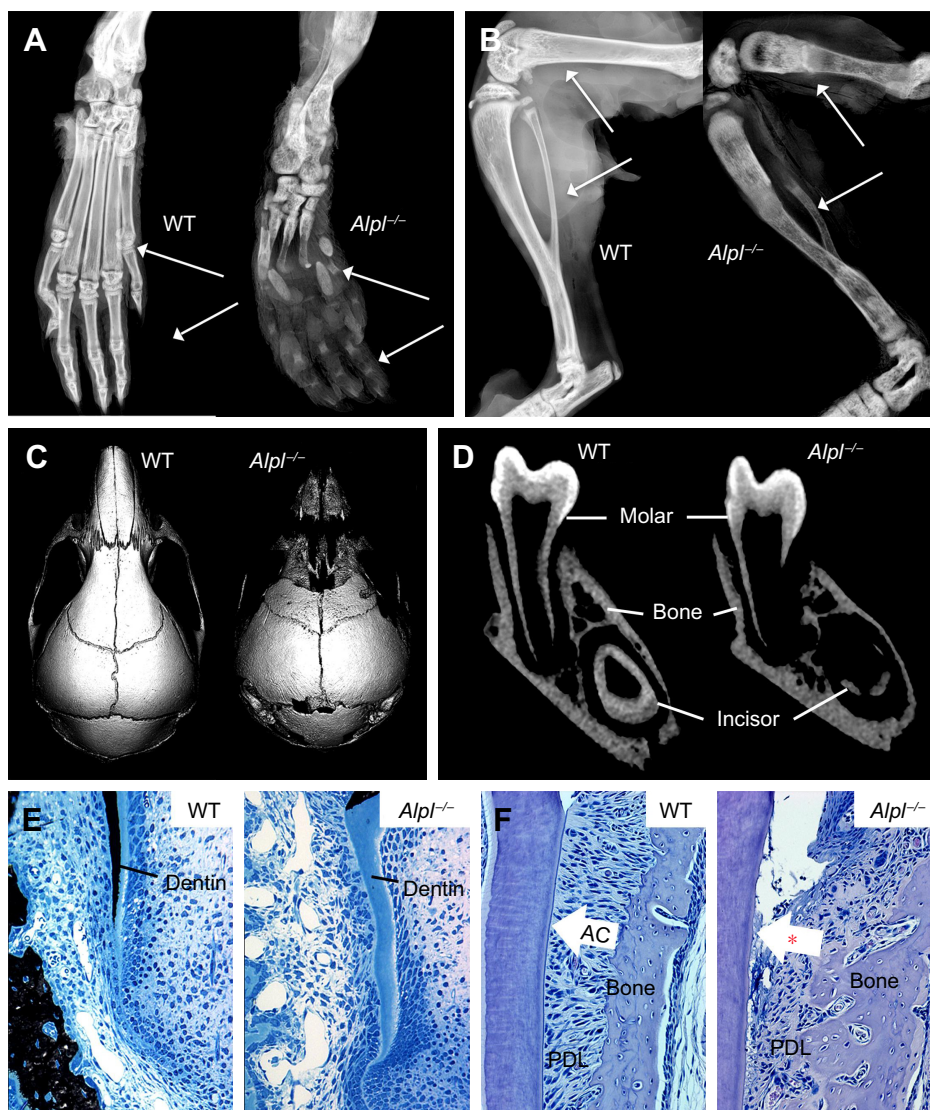 A
WT
Alpl–/–
B
WT
Alpl–/–
C
WT
Alpl–/–
D
WT
Alpl–/–
Molar
Bone
Incisor
E
WT
Dentin
Alpl–/–
Dentin
F
WT
AC
Bone
PDL
Alpl–/–
*
Bone
PDL